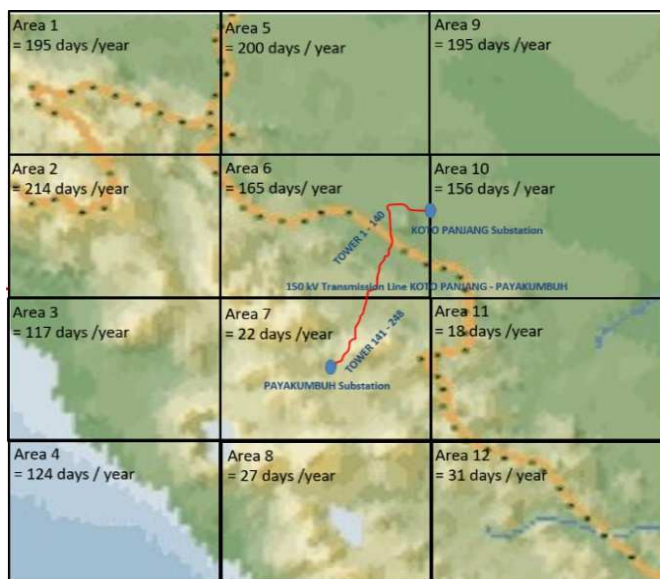 Area 1
= 195 days /year
Area 5
= 200 days / year
Area 9
= 195 days /year
Area 2
= 214 days /year
Area 6
= 165 days/ year
Area 10
= 156 days /year
TOWER 1 - 140
KOTO PANJANG Substation
150 kV Transmission Line KOTO PANJANG - PAYAKUMBUH
Area 3
= 117 days /year
Area 7
= 22 days /year
Area 11
= 18 days / year
TOWER 141 - 248
PAYAKUMBUH Substation
Area 4
= 124 days / year
Area 8
= 27 days/year
Area 12
= 31 days / year